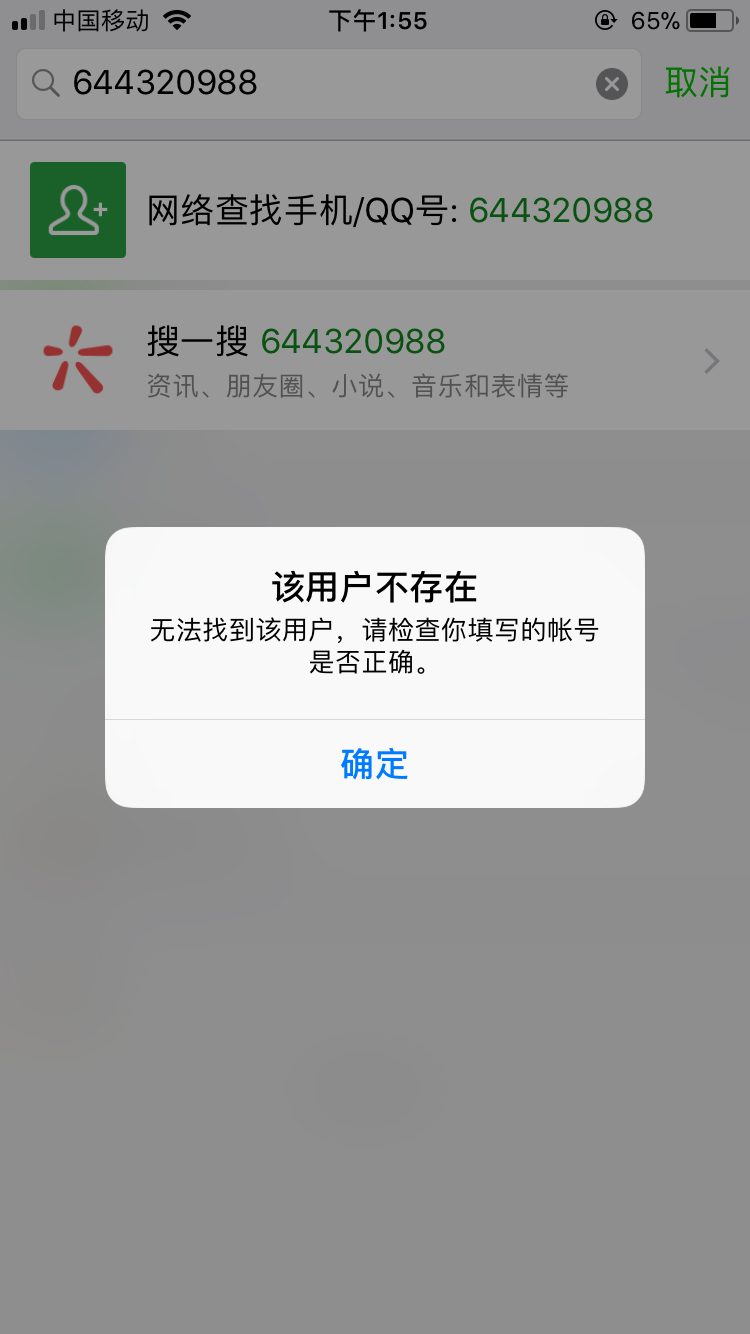 中国移动 下午1:55 65%
644320988 取消
网络查找手机/QQ号: 644320988
搜一搜 644320988
资讯、朋友圈、小说、音乐和表情等
该用户不存在
无法找到该用户，请检查你填写的帐号
是否正确。
确定